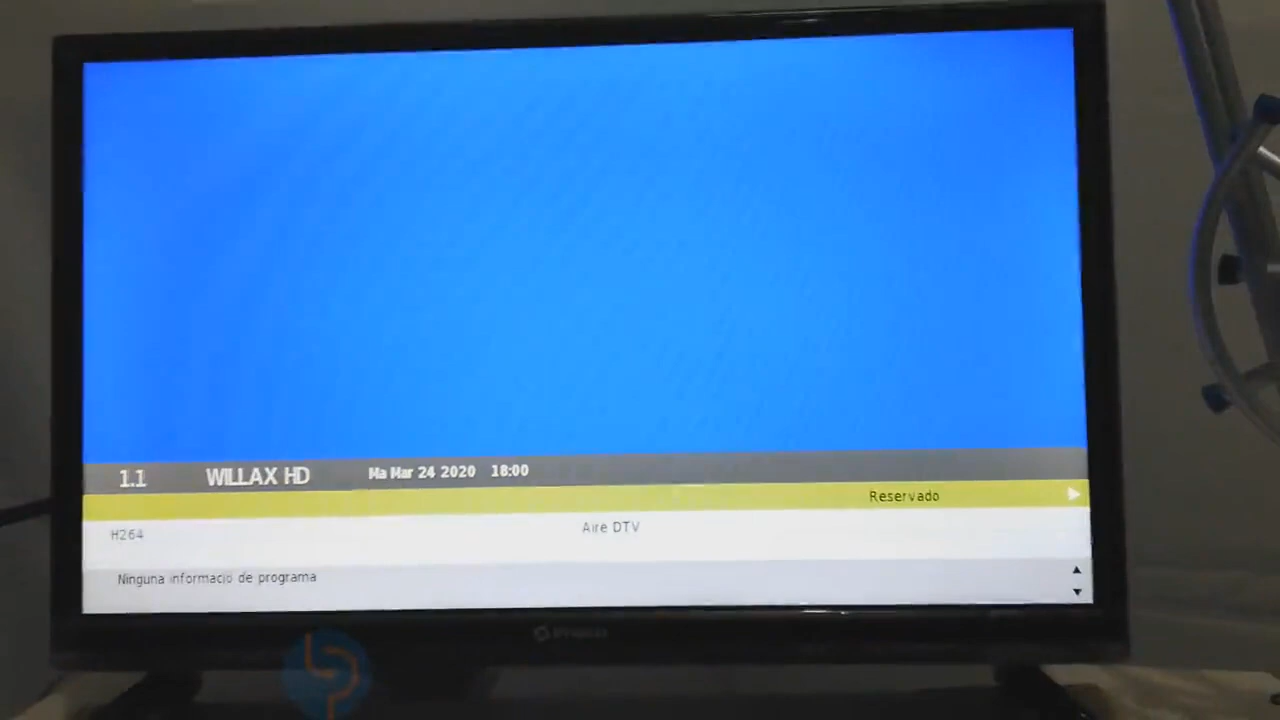 1.1 WILLAX HD Ma Mar 24 2020 18:00
Reservado
H264 Aire DTV
Ninguna informacio de programa